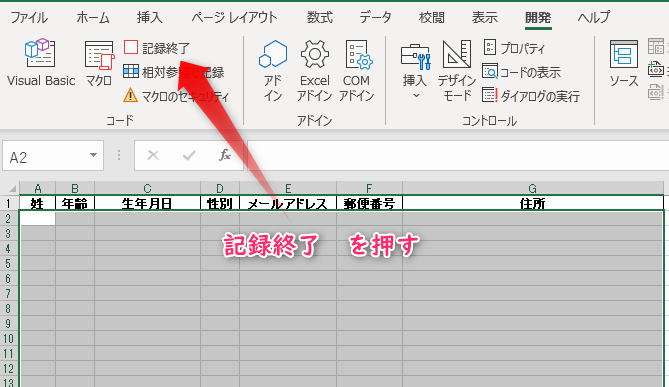 ファイル ホーム 挿入 ページ レイアウト 数式 データ 校閲 表示 開発 ヘルプ
Visual Basic
マクロ
記録終了
相対参 で記録
マクロのセキュリティ
コード
アド
イン
Excel
アドイン
COM
アドイン
アドイン
挿入
デザイン
モード
プロパティ
コードの表示
ダイアログの実行
コントロール
ソース
A2
fx
A B C D E F G
1 姓 年齢 生年月日 性別 メールアドレス 郵便番号 住所
2
3
4
5
6
7
8
9
10
11
12
13
記録終了 を押す